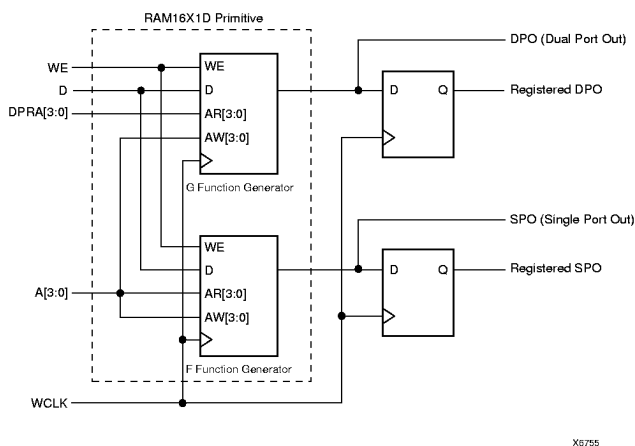 RAM16X1D Primitive
WE
D
DPRA[3:0]
WE
D
AR[3:0]
AW[3:0]
G Function Generator
D Q
DPO (Dual Port Out)
Registered DPO
A[3:0]
WE
D
AR[3:0]
AW[3:0]
F Function Generator
D Q
SPO (Single Port Out)
Registered SPO
WCLK
X6755